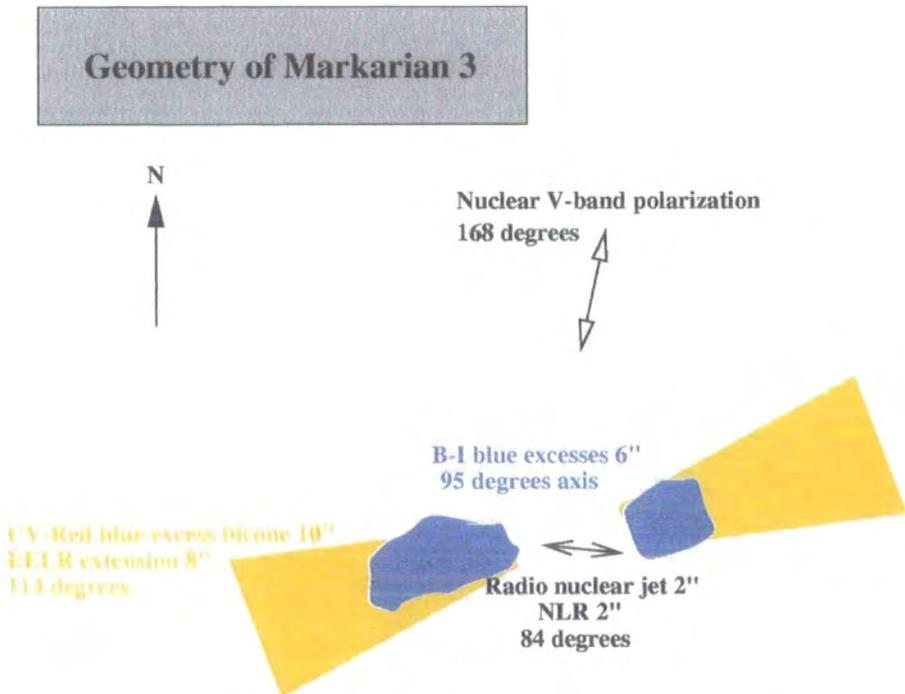 Geometry of Markarian 3
N
Nuclear V-band polarization
168 degrees
B-I blue excesses 6"
95 degrees axis
UV-Red blue excess bicone 10"
EELR extension 8"
114 degrees
Radio nuclear jet 2"
NLR 2"
84 degrees